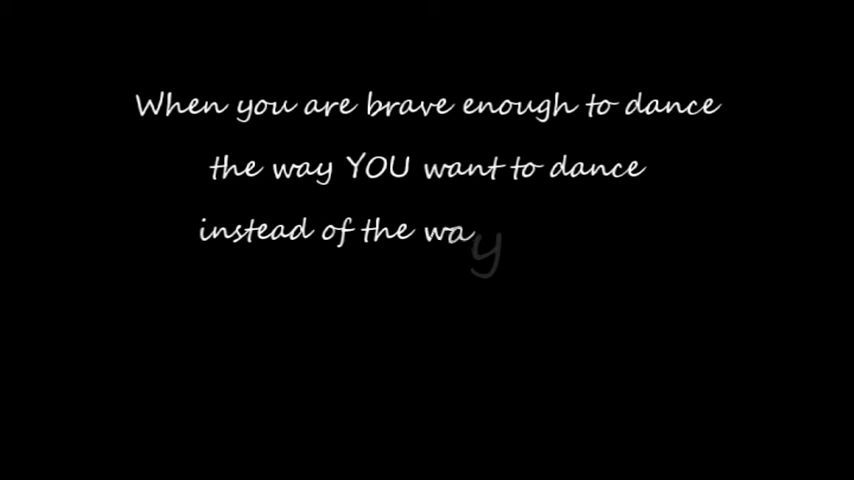 When you are brave enough to dance
the way YOU want to dance
instead of the way